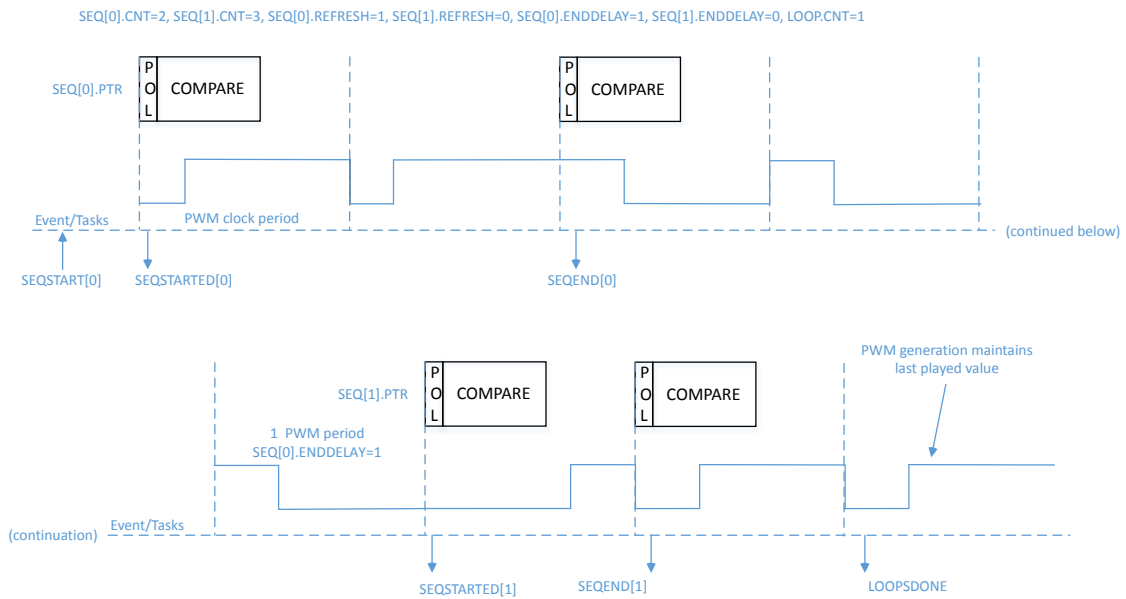 SEQ[0].CNT=2, SEQ[1].CNT=3, SEQ[0].REFRESH=1, SEQ[1].REFRESH=0, SEQ[0].ENDDELAY=1, SEQ[1].ENDDELAY=0, LOOP.CNT=1
SEQ[0].PTR
P
O
L
COMPARE
P
O
L
COMPARE
Event/Tasks
PWM clock period
(continued below)
SEQSTART[0]
SEQSTARTED[0]
SEQEND[0]
PWM generation maintains
last played value
SEQ[1].PTR
P
O
L
COMPARE
P
O
L
COMPARE
1 PWM period
SEQ[0].ENDDELAY=1
(continuation)
Event/Tasks
SEQSTARTED[1]
SEQEND[1]
LOOPSDONE